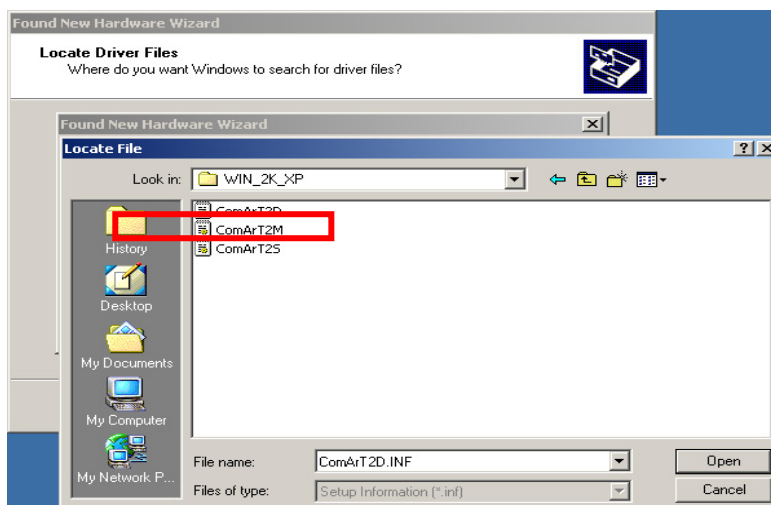 Found New Hardware Wizard
Locate Driver Files
Where do you want Windows to search for driver files?
Found New Hardware Wizard
Locate File
Look in: WIN_2K_XP
ComArT2D
ComArT2M
ComArT2S
History
Desktop
My Documents
My Computer
My Network P...
File name: ComArT2D.INF Open
Files of type: Setup Information (*.inf) Cancel